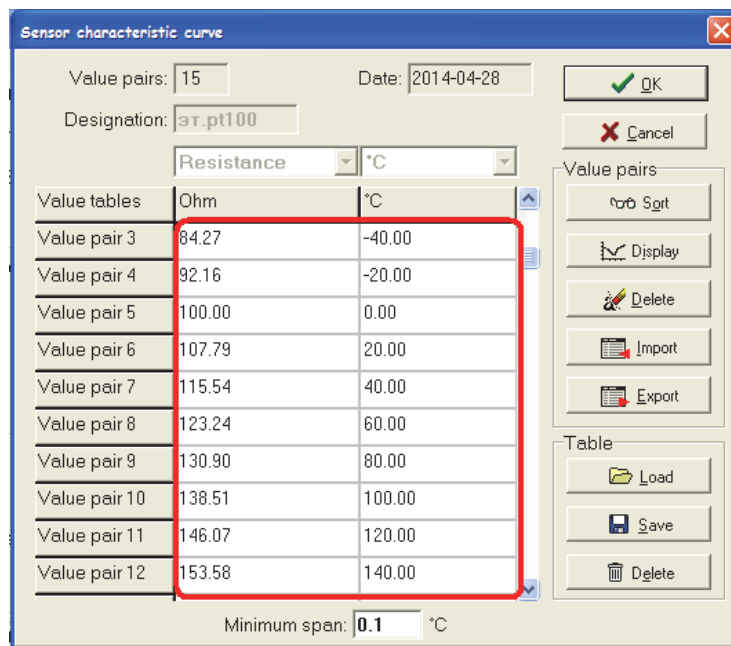 Sensor characteristic curve
Value pairs: 15 Date: 2014-04-28
Designation: эт.pt100
Resistance °C
Value tables Ohm °C
Value pair 3 84.27 -40.00
Value pair 4 92.16 -20.00
Value pair 5 100.00 0.00
Value pair 6 107.79 20.00
Value pair 7 115.54 40.00
Value pair 8 123.24 60.00
Value pair 9 130.90 80.00
Value pair 10 138.51 100.00
Value pair 11 146.07 120.00
Value pair 12 153.58 140.00
Minimum span: 0.1 °C
OK
Cancel
Value pairs
Sort
Display
Delete
Import
Export
Table
Load
Save
Delete